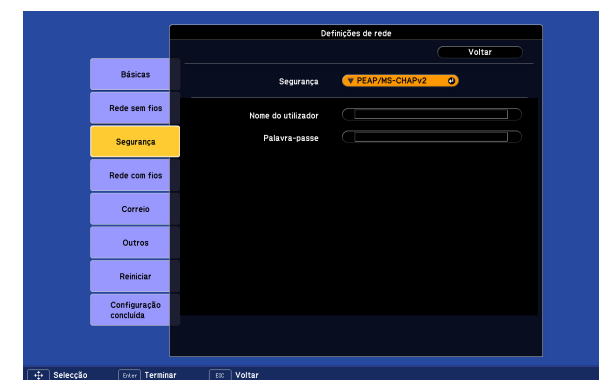 Definições de rede
Voltar
Básicas
Rede sem fios
Segurança
Rede com fios
Correio
Outros
Reiniciar
Configuração
concluída
Segurança
PEAP/MS-CHAPv2
Nome do utilizador
Palavra-passe
Selecção
Enter Terminar
ESC Voltar